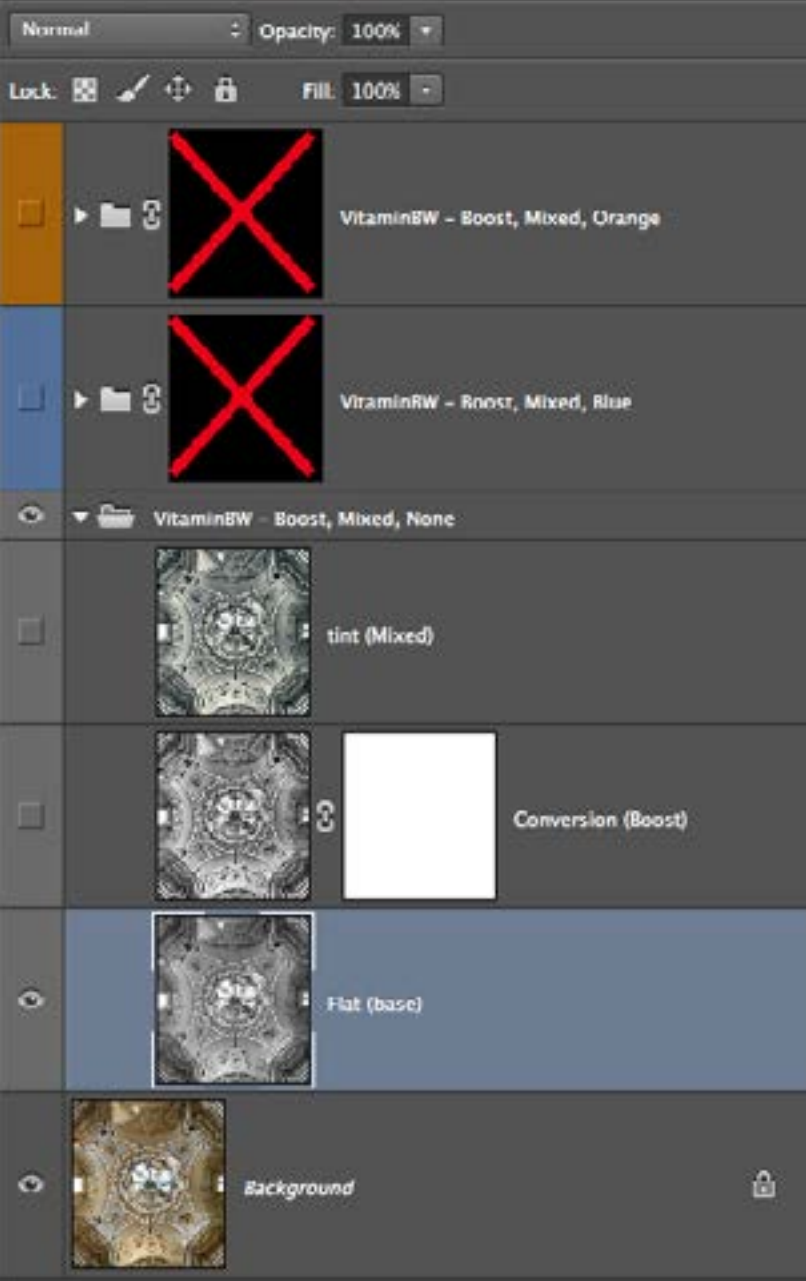 Normal Opacity: 100%
Lock: Fill: 100%
VitaminBW – Boost, Mixed, Orange
VitaminBW – Boost, Mixed, Blue
VitaminBW – Boost, Mixed, None
tint (Mixed)
Conversion (Boost)
Flat (base)
Background